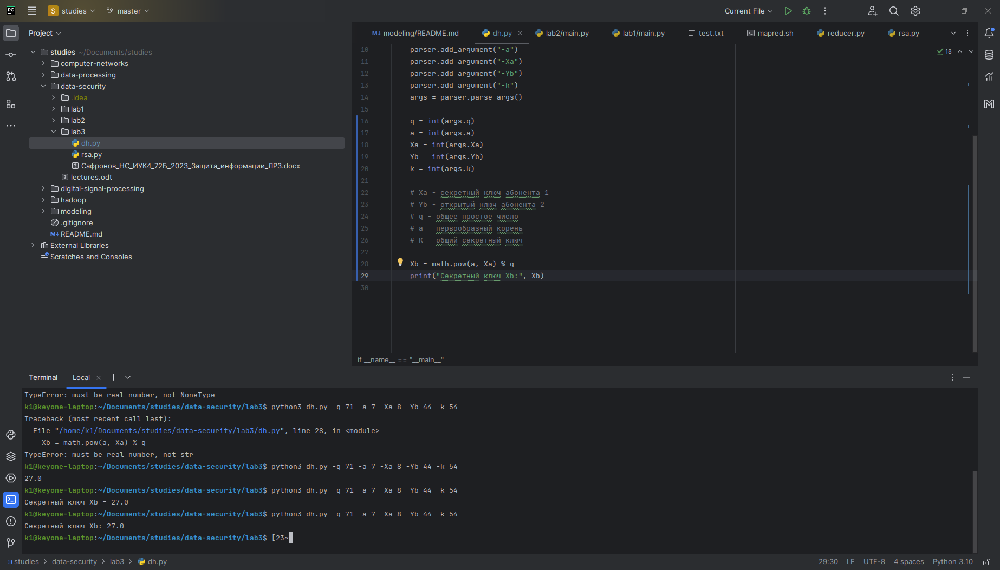 PC
S studies master Current File
Project
studies ~/Documents/studies
computer-networks
data-processing
data-security
.idea
lab1
lab2
lab3
dh.py
rsa.py
Сафронов_НС_ИУК4_72Б_2023_Защита_информации_ЛР3.docx
lectures.odt
digital-signal-processing
hadoop
modeling
.gitignore
M↓ README.md
External Libraries
Scratches and Consoles
M↓ modeling/README.md dh.py lab2/main.py lab1/main.py test.txt mapred.sh reducer.py rsa.py
18
10 parser.add_argument("-a")
11 parser.add_argument("-Xa")
12 parser.add_argument("-Yb")
13 parser.add_argument("-k")
14 args = parser.parse_args()
15
16 q = int(args.q)
17 a = int(args.a)
18 Xa = int(args.Xa)
19 Yb = int(args.Yb)
20 k = int(args.k)
21
22 # Xa - секретный ключ абонента 1
23 # Yb - открытый ключ абонента 2
24 # q - общее простое число
25 # a - первообразный корень
26 # K - общий секретный ключ
27
28 Xb = math.pow(a, Xa) % q
29 print("Секретный ключ Xb:", Xb)
30
if __name__ == "__main__"
Terminal Local
TypeError: must be real number, not NoneType
k1@keyone-laptop:~/Documents/studies/data-security/lab3$ python3 dh.py -q 71 -a 7 -Xa 8 -Yb 44 -k 54
Traceback (most recent call last):
File "/home/k1/Documents/studies/data-security/lab3/dh.py", line 28, in <module>
Xb = math.pow(a, Xa) % q
TypeError: must be real number, not str
k1@keyone-laptop:~/Documents/studies/data-security/lab3$ python3 dh.py -q 71 -a 7 -Xa 8 -Yb 44 -k 54
27.0
k1@keyone-laptop:~/Documents/studies/data-security/lab3$ python3 dh.py -q 71 -a 7 -Xa 8 -Yb 44 -k 54
Секретный ключ Xb = 27.0
k1@keyone-laptop:~/Documents/studies/data-security/lab3$ python3 dh.py -q 71 -a 7 -Xa 8 -Yb 44 -k 54
Секретный ключ Xb: 27.0
k1@keyone-laptop:~/Documents/studies/data-security/lab3$ [23~
studies > data-security > lab3 > dh.py 29:30 LF UTF-8 4 spaces Python 3.10